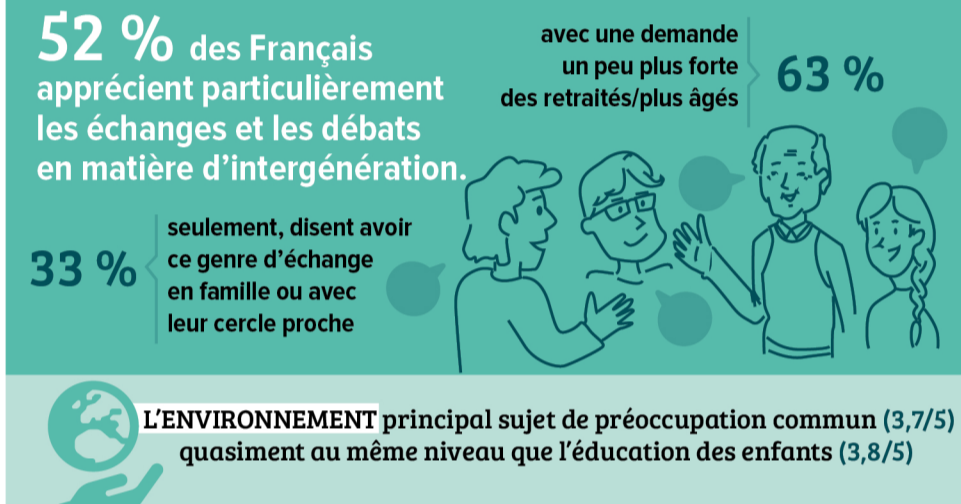 52 % des Français
apprécient particulièrement
les échanges et les débats
en matière d'intergénération.
avec une demande
un peu plus forte
des retraités/plus âgés
63 %
33 %
seulement, disent avoir
ce genre d'échange
en famille ou avec
leur cercle proche
L'ENVIRONNEMENT principal sujet de préoccupation commun (3,7/5)
quasiment au même niveau que l'éducation des enfants (3,8/5)